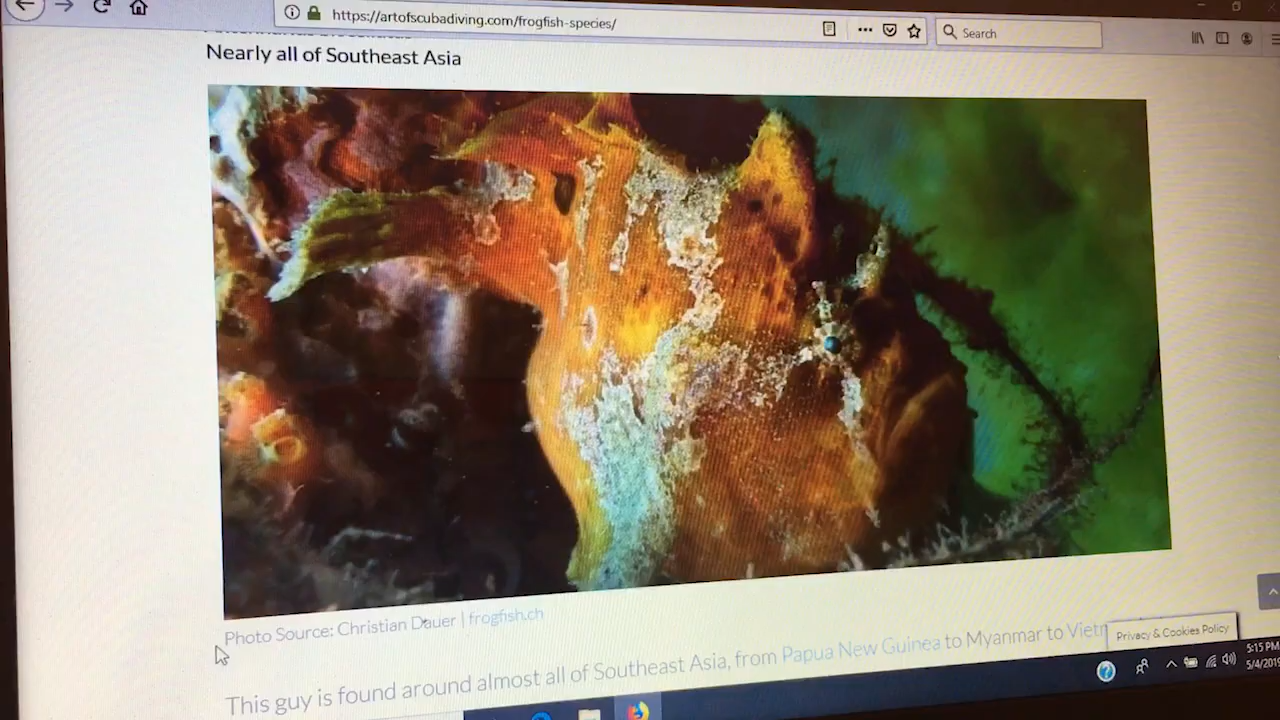 https://artofscubadiving.com/frogfish-species/
Search
Nearly all of Southeast Asia
Photo Source: Christian Dauer | frogfish.ch
This guy is found around almost all of Southeast Asia, from Papua New Guinea to Myanmar to Vietn
Privacy & Cookies Policy
5:15 PM
5/4/2019